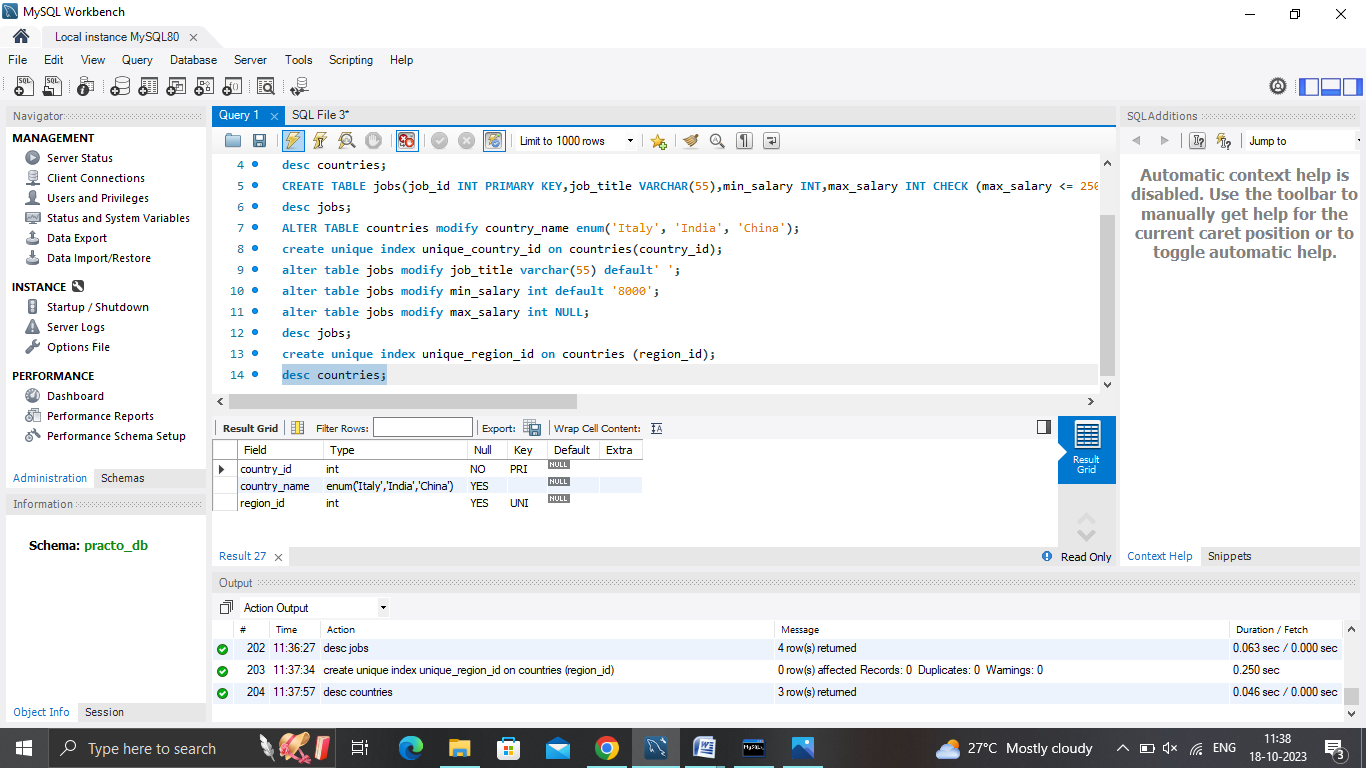 MySQL Workbench
Local instance MySQL80
File Edit View Query Database Server Tools Scripting Help
Navigator
MANAGEMENT
Server Status
Client Connections
Users and Privileges
Status and System Variables
Data Export
Data Import/Restore
INSTANCE
Startup / Shutdown
Server Logs
Options File
PERFORMANCE
Dashboard
Performance Reports
Performance Schema Setup
Administration Schemas
Information
Schema: practo_db
Object Info Session
Query 1 SQL File 3*
Limit to 1000 rows
4 desc countries;
5 CREATE TABLE jobs(job_id INT PRIMARY KEY,job_title VARCHAR(55),min_salary INT,max_salary INT CHECK (max_salary <= 250
6 desc jobs;
7 ALTER TABLE countries modify country_name enum('Italy', 'India', 'China');
8 create unique index unique_country_id on countries(country_id);
9 alter table jobs modify job_title varchar(55) default' ';
10 alter table jobs modify min_salary int default '8000';
11 alter table jobs modify max_salary int NULL;
12 desc jobs;
13 create unique index unique_region_id on countries (region_id);
14 desc countries;
Result Grid Filter Rows: Export: Wrap Cell Content:
Field Type Null Key Default Extra
country_id int NO PRI NULL
country_name enum('Italy','India','China') YES NULL
region_id int YES UNI NULL
Result Grid
Result 27
Read Only
Output
Action Output
# Time Action Message Duration / Fetch
202 11:36:27 desc jobs 4 row(s) returned 0.063 sec / 0.000 sec
203 11:37:34 create unique index unique_region_id on countries (region_id) 0 row(s) affected Records: 0 Duplicates: 0 Warnings: 0 0.250 sec
204 11:37:57 desc countries 3 row(s) returned 0.046 sec / 0.000 sec
SQLAdditions
Jump to
Automatic context help is
disabled. Use the toolbar to
manually get help for the
current caret position or to
toggle automatic help.
Context Help Snippets
Type here to search
27°C Mostly cloudy
ENG
11:38
18-10-2023
3